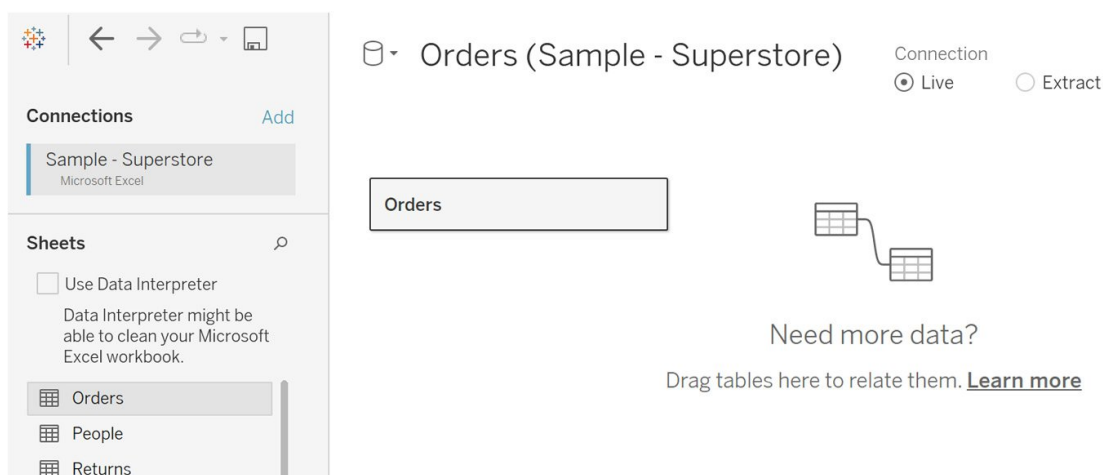 Orders (Sample - Superstore)
Connection
Live
Extract
Connections
Add
Sample - Superstore
Microsoft Excel
Sheets
Use Data Interpreter
Data Interpreter might be
able to clean your Microsoft
Excel workbook.
Orders
People
Returns
Orders
Need more data?
Drag tables here to relate them. Learn more